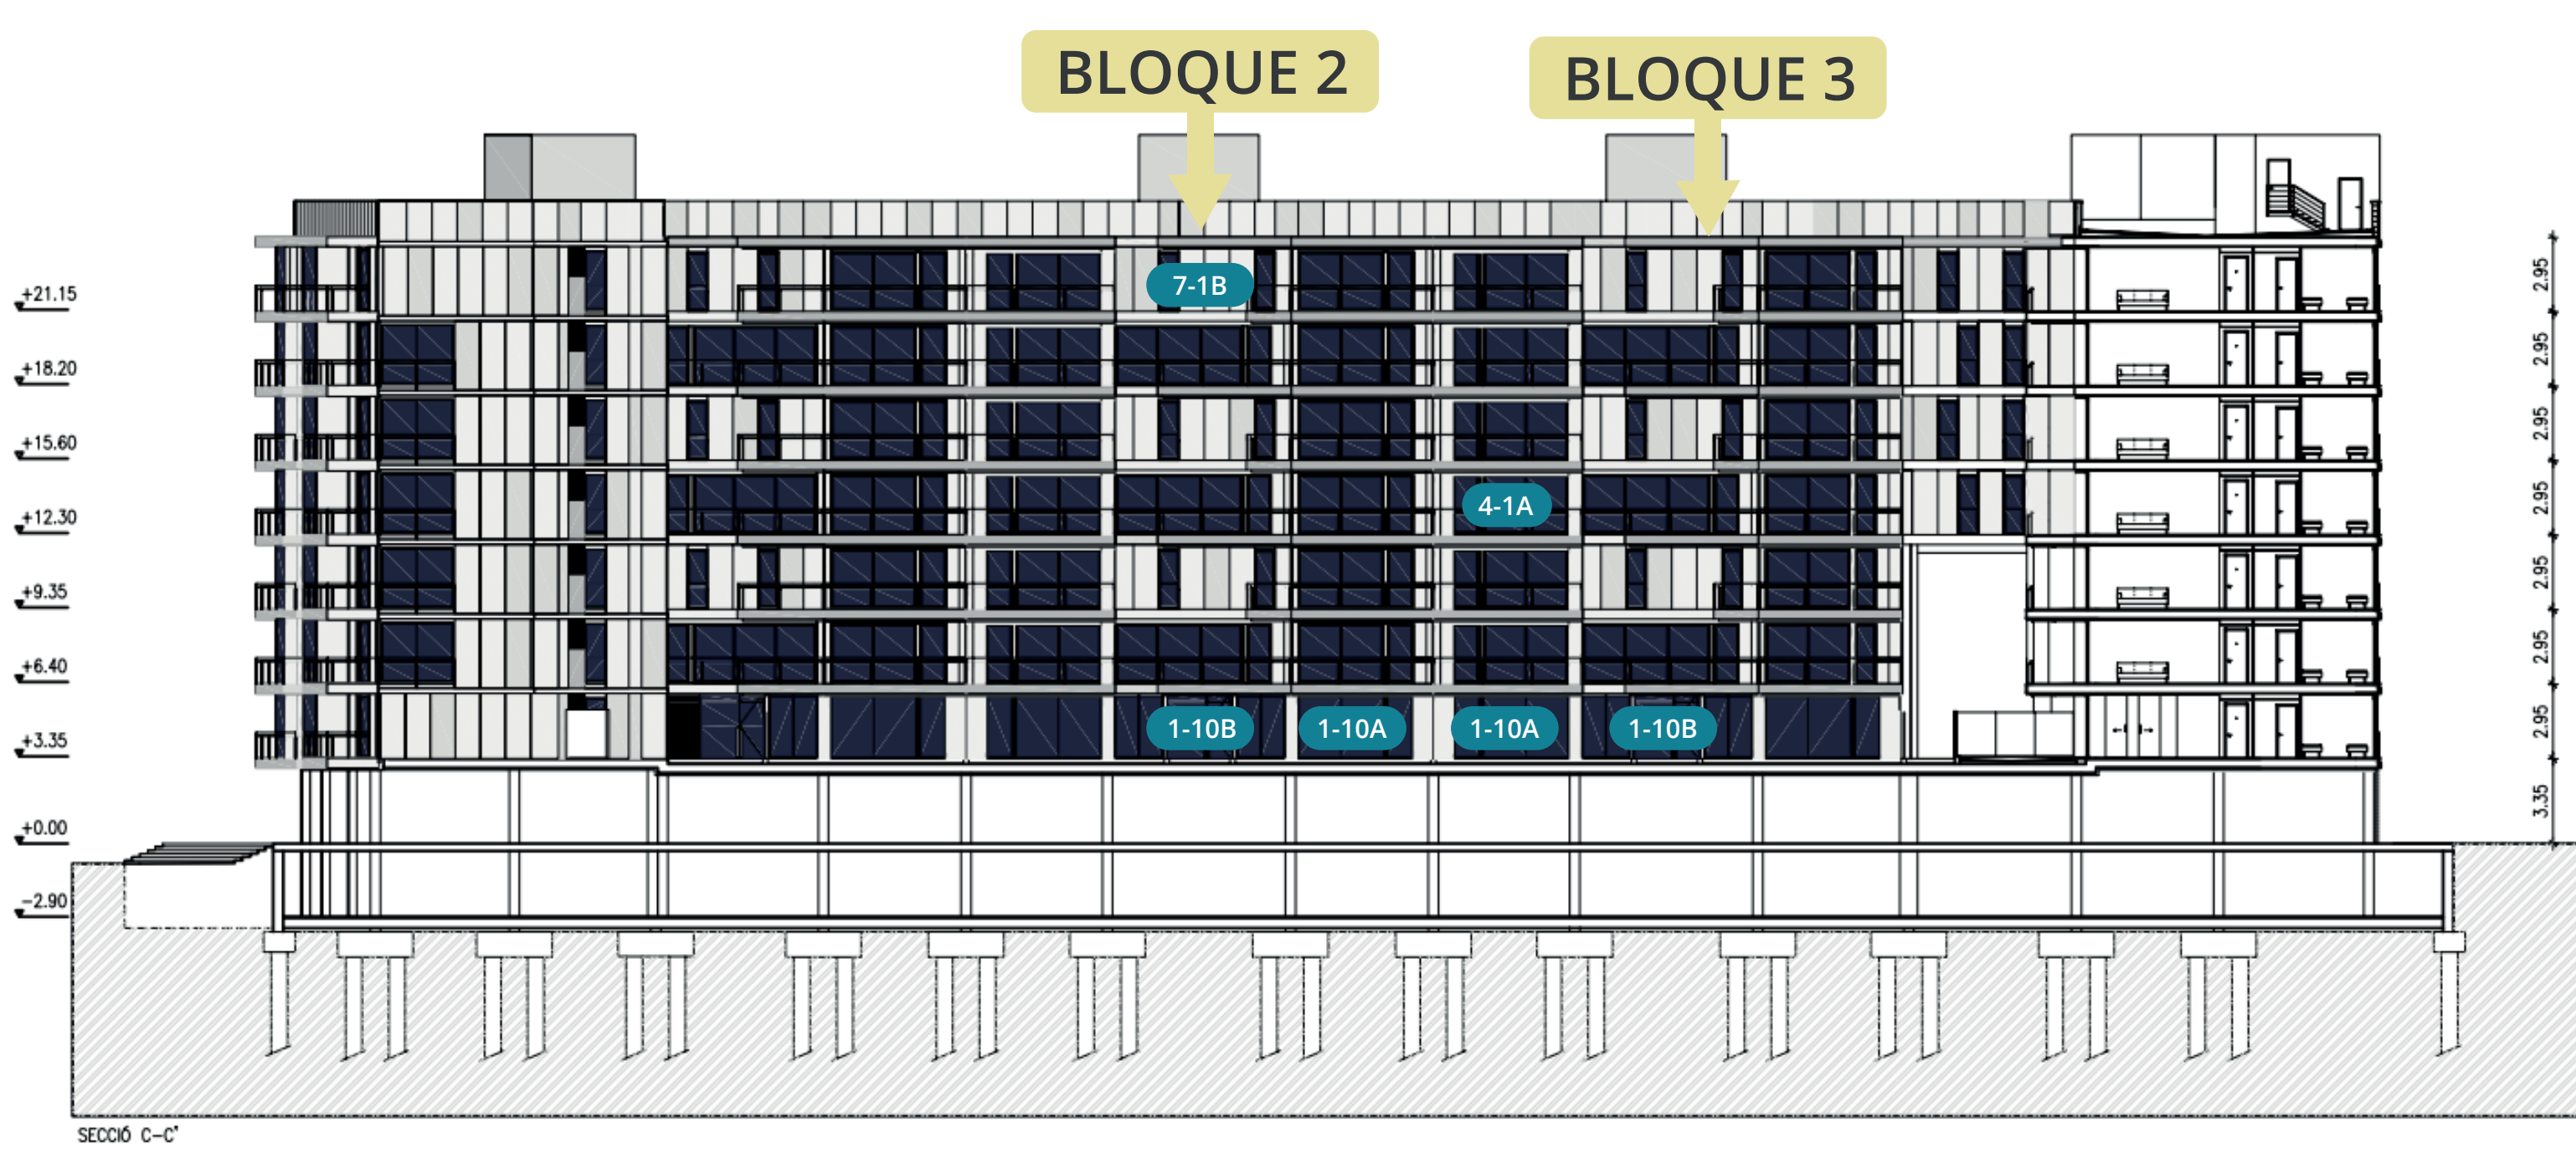 BLOQUE 2
BLOQUE 3
+21.15
7-1B
2.95
+18.20
2.95
+15.60
2.95
+12.30
4-1A
2.95
+9.35
2.95
+6.40
2.95
+3.35
1-10B
1-10A
1-10A
1-10B
2.95
+0.00
3.35
-2.90
SECCIÓ C-C'